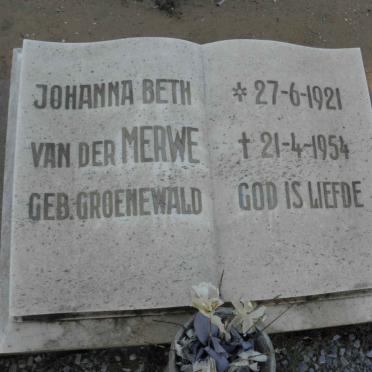 JOHANNA BETH
VAN DER MERWE
GEB. GROENEWALD
* 27-6-1921
† 21-4-1954
GOD IS LIEFDE